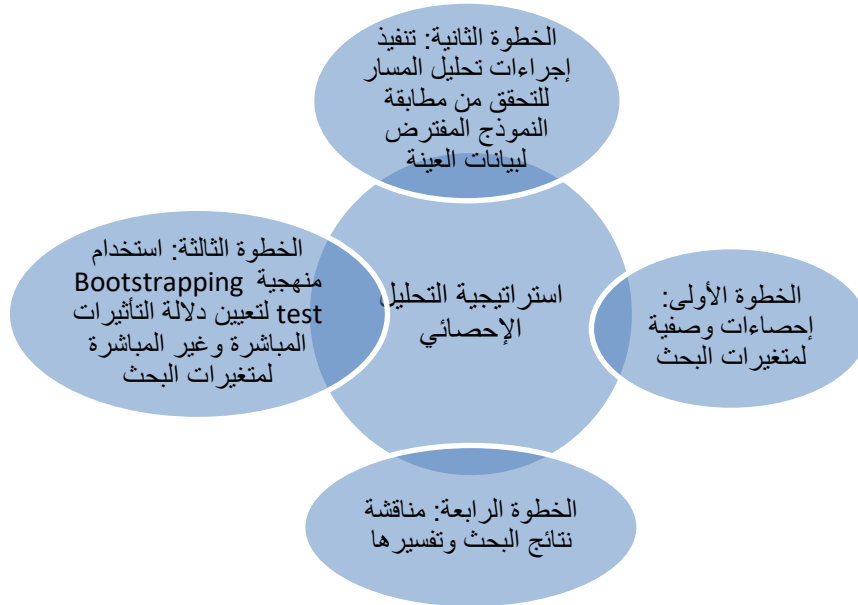 الخطوة الثانية: تنفيذ
إجراءات تحليل المسار
للتحقق من مطابقة
النموذج المفترض
لبيانات العينة
الخطوة الثالثة: استخدام
منهجية Bootstrapping
test لتعيين دلالة التأثيرات
المباشرة وغير المباشرة
لمتغيرات البحث
استراتيجية التحليل
الإحصائي
الخطوة الأولى:
إحصاءات وصفية
لمتغيرات البحث
الخطوة الرابعة: مناقشة
نتائج البحث وتفسيرها